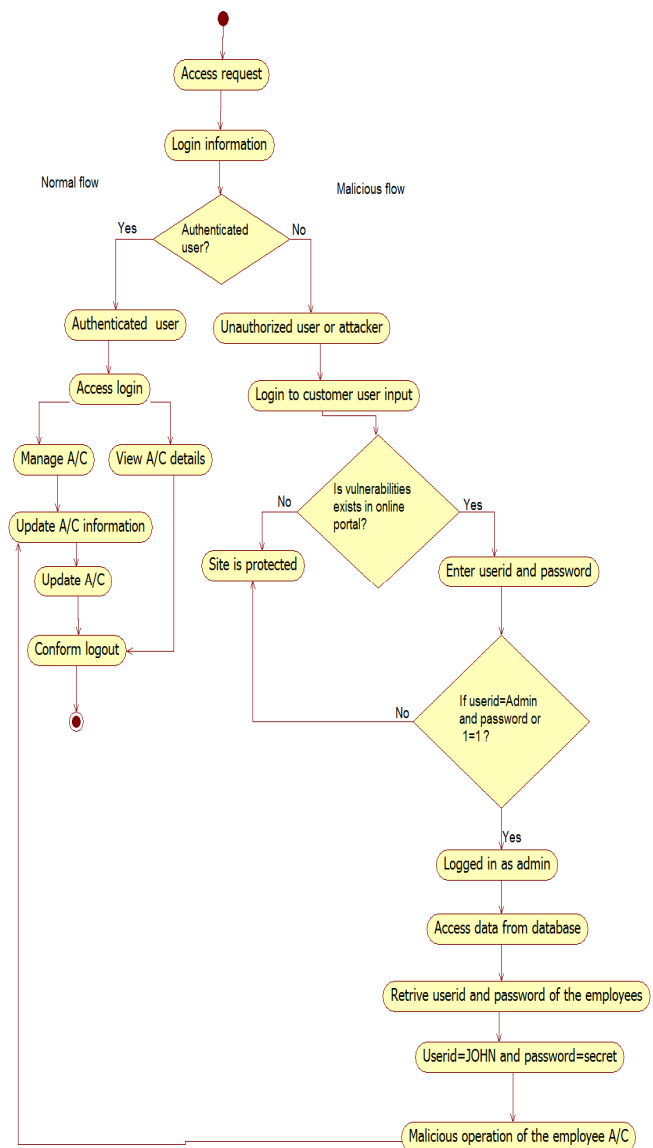 Access request
Login information
Normal flow
Malicious flow
Authenticated
user?
Yes
No
Authenticated user
Unauthorized user or attacker
Access login
Login to customer user input
Manage A/C
View A/C details
Is vulnerabilities
exists in online
portal?
No
Yes
Update A/C information
Site is protected
Enter userid and password
Update A/C
Conform logout
If userid=Admin
and password or
1=1 ?
No
Yes
Logged in as admin
Access data from database
Retrive userid and password of the employees
Userid=JOHN and password=secret
Malicious operation of the employee A/C